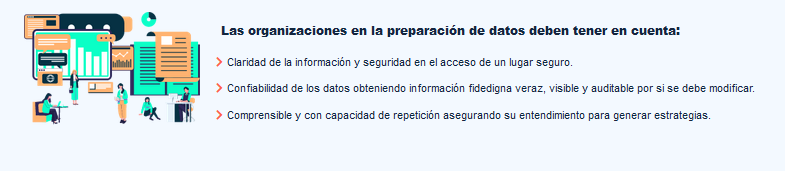 Las organizaciones en la preparación de datos deben tener en cuenta:
Claridad de la información y seguridad en el acceso de un lugar seguro.
Confiabilidad de los datos obteniendo información fidedigna veraz, visible y auditable por si se debe modificar.
Comprensible y con capacidad de repetición asegurando su entendimiento para generar estrategias.